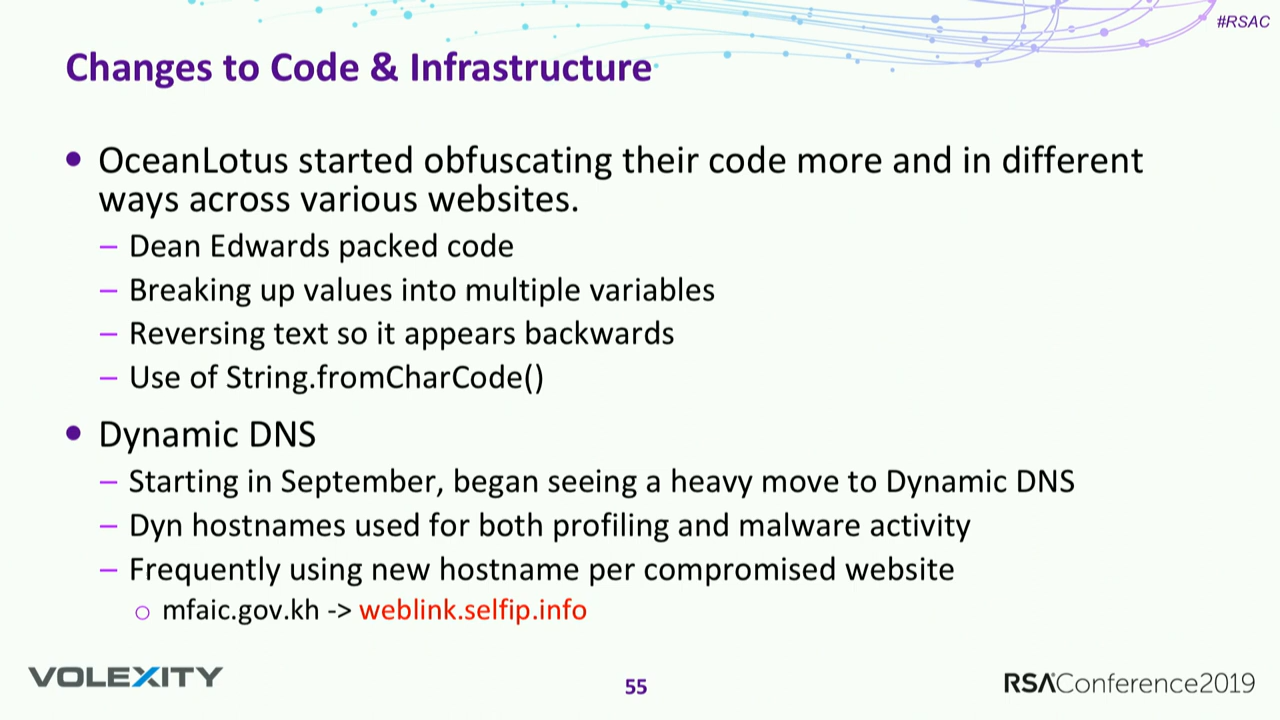 #RSAC
Changes to Code & Infrastructure
• OceanLotus started obfuscating their code more and in different
ways across various websites.
– Dean Edwards packed code
– Breaking up values into multiple variables
– Reversing text so it appears backwards
– Use of String.fromCharCode()
• Dynamic DNS
– Starting in September, began seeing a heavy move to Dynamic DNS
– Dyn hostnames used for both profiling and malware activity
– Frequently using new hostname per compromised website
○ mfaic.gov.kh -> weblink.selfip.info
VOLEXITY
55
RSAConference2019